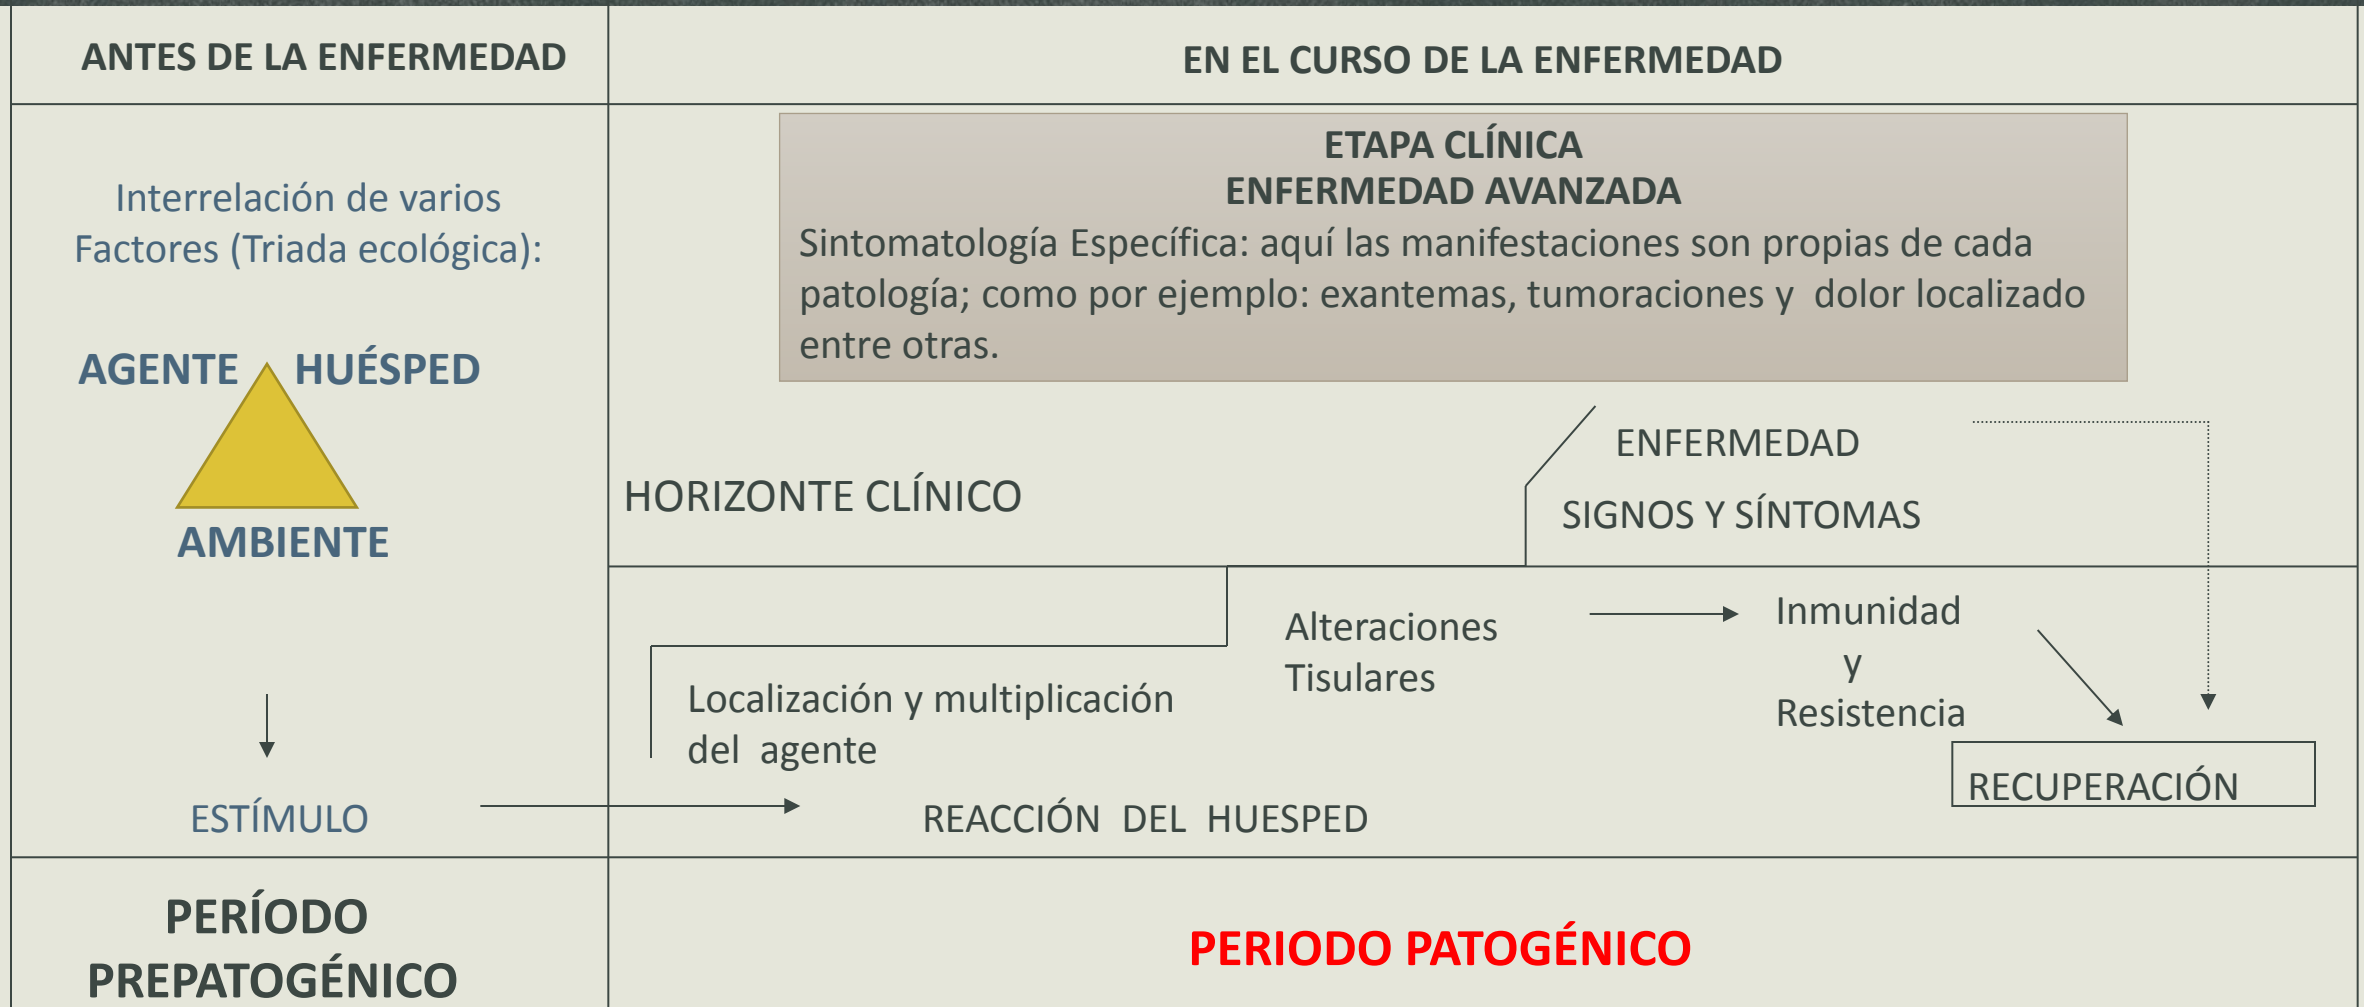 ANTES DE LA ENFERMEDAD
EN EL CURSO DE LA ENFERMEDAD
Interrelación de varios
Factores (Triada ecológica):
AGENTE HUÉSPED
AMBIENTE
ESTÍMULO
ETAPA CLÍNICA
ENFERMEDAD AVANZADA
Sintomatología Específica: aquí las manifestaciones son propias de cada
patología; como por ejemplo: exantemas, tumoraciones y dolor localizado
entre otras.
HORIZONTE CLÍNICO
ENFERMEDAD
SIGNOS Y SÍNTOMAS
Localización y multiplicación
del agente
Alteraciones
Tisulares
Inmunidad
y
Resistencia
RECUPERACIÓN
REACCIÓN DEL HUESPED
PERÍODO
PREPATOGÉNICO
PERIODO PATOGÉNICO